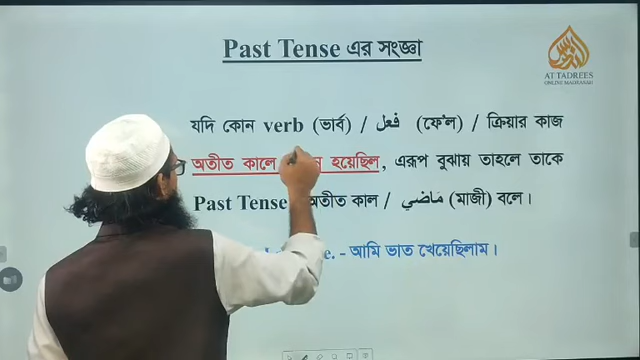 Past Tense এর সংজ্ঞা
AT TADREES
ONLINE MADRASAH
যদি কোন verb (ভার্ব) / فعل (ফে'ল) / ক্রিয়ার কাজ
অতীত কালে হয়েছিল, এরূপ বুঝায় তাহলে তাকে
Past Tense অতীত কাল / مَاضي (মাজী) বলে।
e. - আমি ভাত খেয়েছিলাম।